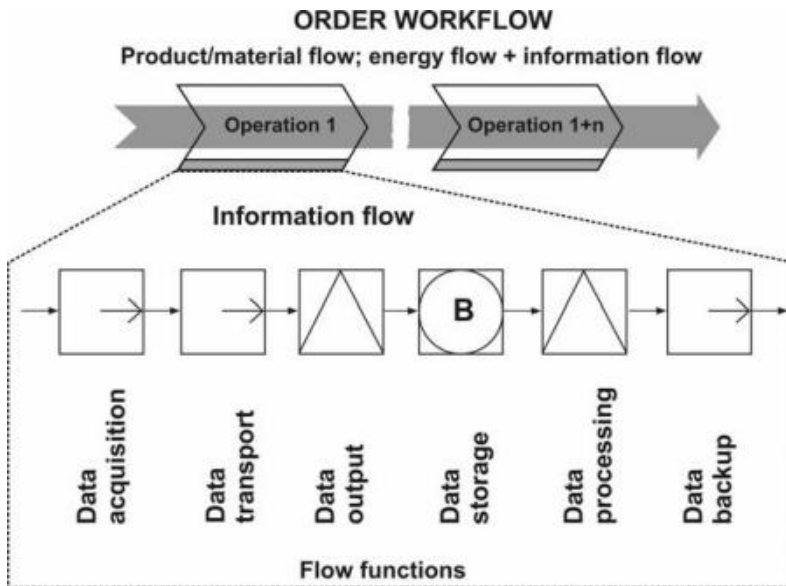 ORDER WORKFLOW
Product/material flow; energy flow + information flow
Operation 1
Operation 1+n
Information flow
B
Data
acquisition
Data
transport
Data
output
Data
storage
Data
processing
Data
backup
Flow functions